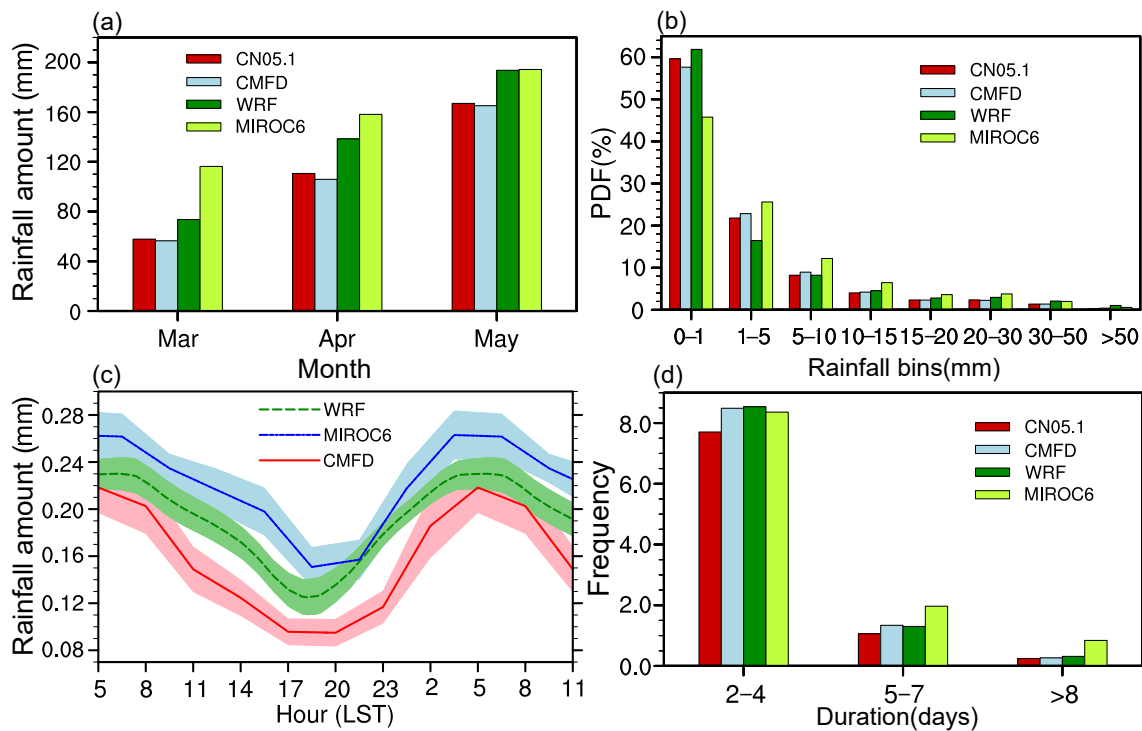 (a)
Rainfall amount (mm)
200
160
120
80
40
0
CN05.1
CMFD
WRF
MIROC6
Mar Apr May
Month
(b)
PDF(%)
60
50
40
30
20
10
0
CN05.1
CMFD
WRF
MIROC6
0–1 1–5 5–10 10–15 15–20 20–30 30–50 >50
Rainfall bins(mm)
(c)
Rainfall amount (mm)
0.28
0.24
0.20
0.16
0.12
0.08
WRF
MIROC6
CMFD
5 8 11 14 17 20 23 2 5 8 11
Hour (LST)
(d)
Frequency
8.0
6.0
4.0
2.0
0.0
CN05.1
CMFD
WRF
MIROC6
2–4 5–7 >8
Duration(days)